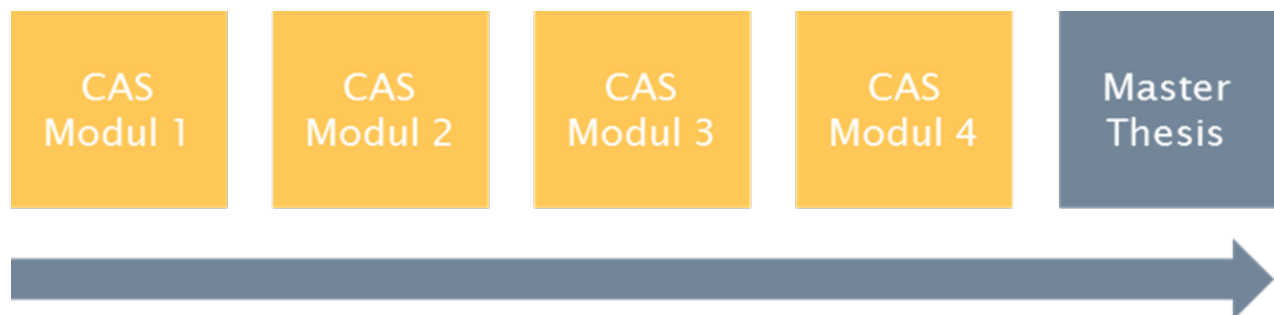 CAS
Modul 1
CAS
Modul 2
CAS
Modul 3
CAS
Modul 4
Master
Thesis